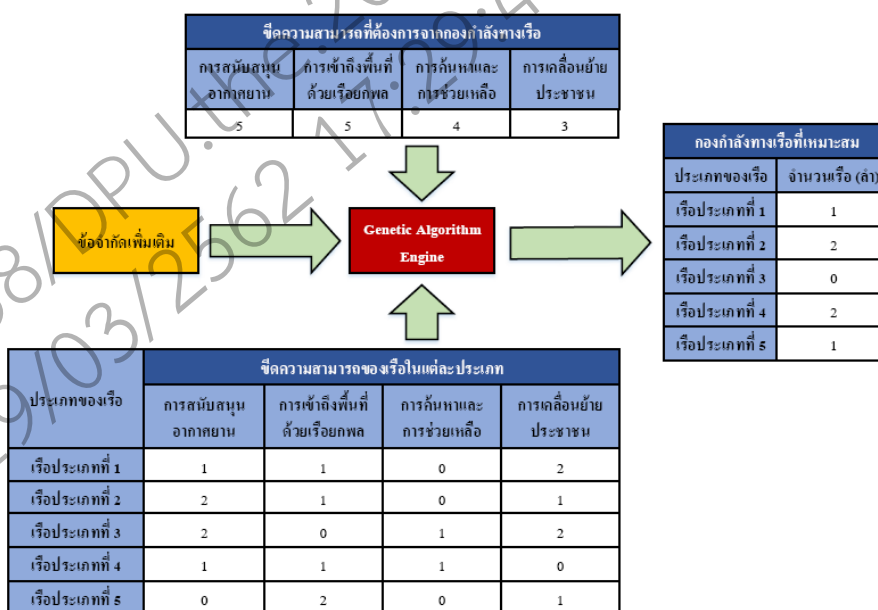 ขีดความสามารถที่ต้องการจากกองกำลังทางเรือ
การสนับสนุน อากาศยาน การเข้าถึงพื้นที่ ด้วยเรือยกพล การค้นหาและ การช่วยเหลือ การเคลื่อนย้าย ประชาชน
5 5 4 3
ข้อจำกัดเพิ่มเติม
Genetic Algorithm
Engine
กองกำลังทางเรือที่เหมาะสม
ประเภทของเรือ จำนวนเรือ (ลำ)
เรือประเภทที่ 1 1
เรือประเภทที่ 2 2
เรือประเภทที่ 3 0
เรือประเภทที่ 4 2
เรือประเภทที่ 5 1
ขีดความสามารถของเรือในแต่ละประเภท
ประเภทของเรือ การสนับสนุน อากาศยาน การเข้าถึงพื้นที่ ด้วยเรือยกพล การค้นหาและ การช่วยเหลือ การเคลื่อนย้าย ประชาชน
เรือประเภทที่ 1 1 1 0 2
เรือประเภทที่ 2 2 1 0 1
เรือประเภทที่ 3 2 0 1 2
เรือประเภทที่ 4 1 1 1 0
เรือประเภทที่ 5 0 2 0 1
8/DPU.the
9/03/2562 17:29:4